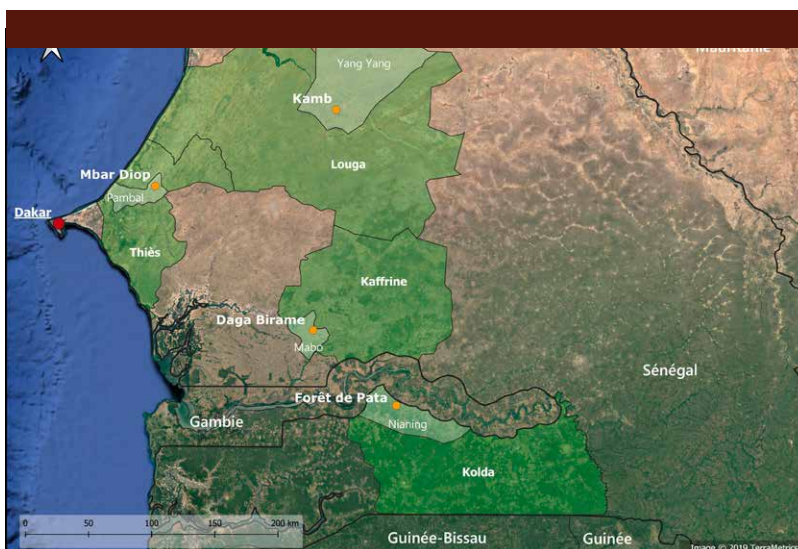 Mauritanie
Yang Yang
Kamb
Louga
Mbar Diop
Pambal
Dakar
Thiès
Kaffrine
Daga Birame
Mabo
Sénégal
Forêt de Pata
Gambie
Nianing
Kolda
0 50 100 150 200 km
Guinée-Bissau
Guinée
Image © 2019 TerraMetrics